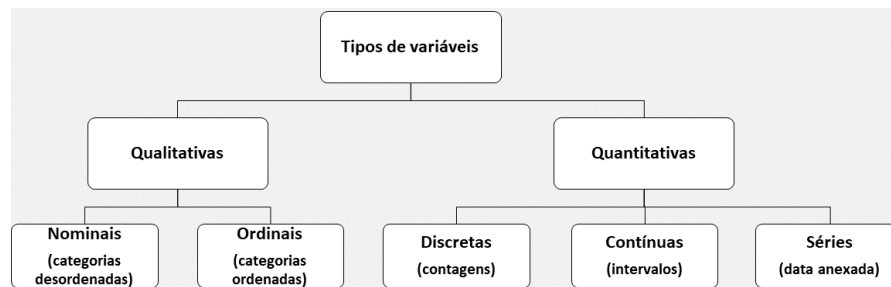 Tipos de variáveis
Qualitativas
Quantitativas
Nominais
(categorias
desordenadas)
Ordinais
(categorias
ordenadas)
Discretas
(contagens)
Contínuas
(intervalos)
Séries
(data anexada)